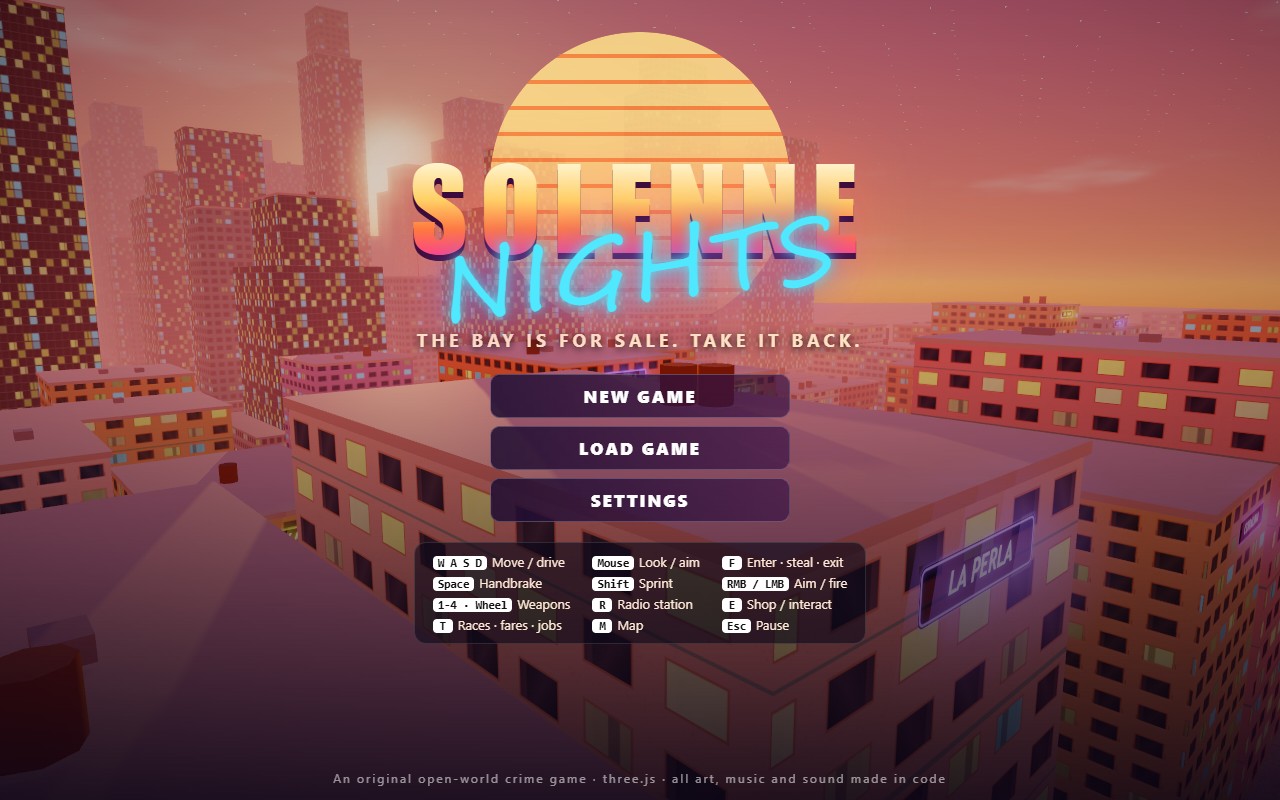 SOLENNE
NIGHTS
THE BAY IS FOR SALE. TAKE IT BACK.
NEW GAME
LOAD GAME
SETTINGS
W A S D Move / drive Mouse Look / aim F Enter · steal · exit
Space Handbrake Shift Sprint RMB / LMB Aim / fire
1-4 · Wheel Weapons R Radio station E Shop / interact
T Races · fares · jobs M Map Esc Pause
LA PERLA
An original open-world crime game · three.js · all art, music and sound made in code